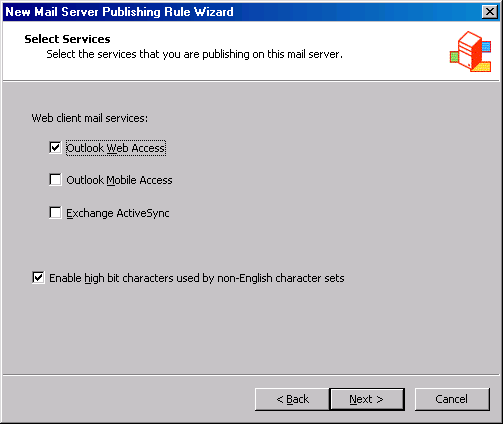 New Mail Server Publishing Rule Wizard
Select Services
Select the services that you are publishing on this mail server.
Web client mail services:
Outlook Web Access
Outlook Mobile Access
Exchange ActiveSync
Enable high bit characters used by non-English character sets
< Back Next > Cancel